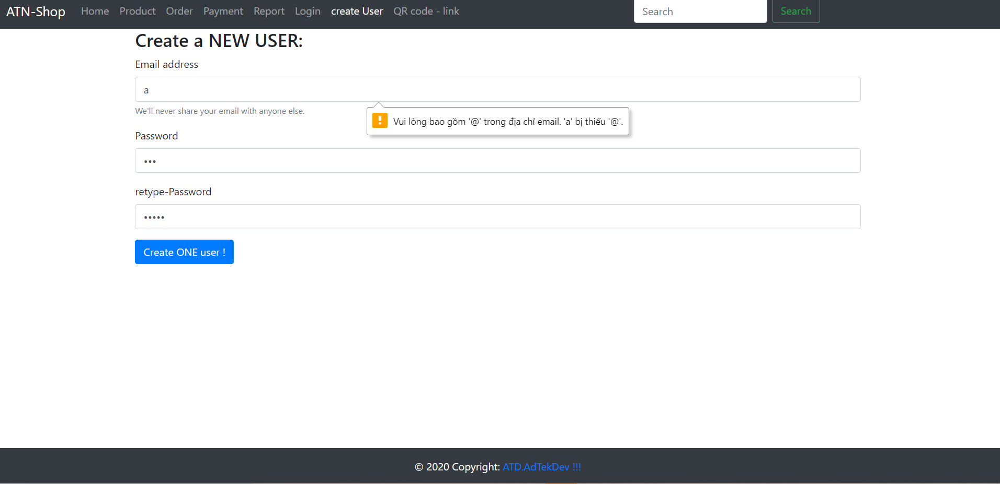 ATN-Shop Home Product Order Payment Report Login create User QR code - link Search Search
Create a NEW USER:
Email address
a
We'll never share your email with anyone else.
Vui lòng bao gồm '@' trong địa chỉ email. 'a' bị thiếu '@'.
Password
•••
retype-Password
•••••
Create ONE user !
© 2020 Copyright: ATD.AdTekDev !!!